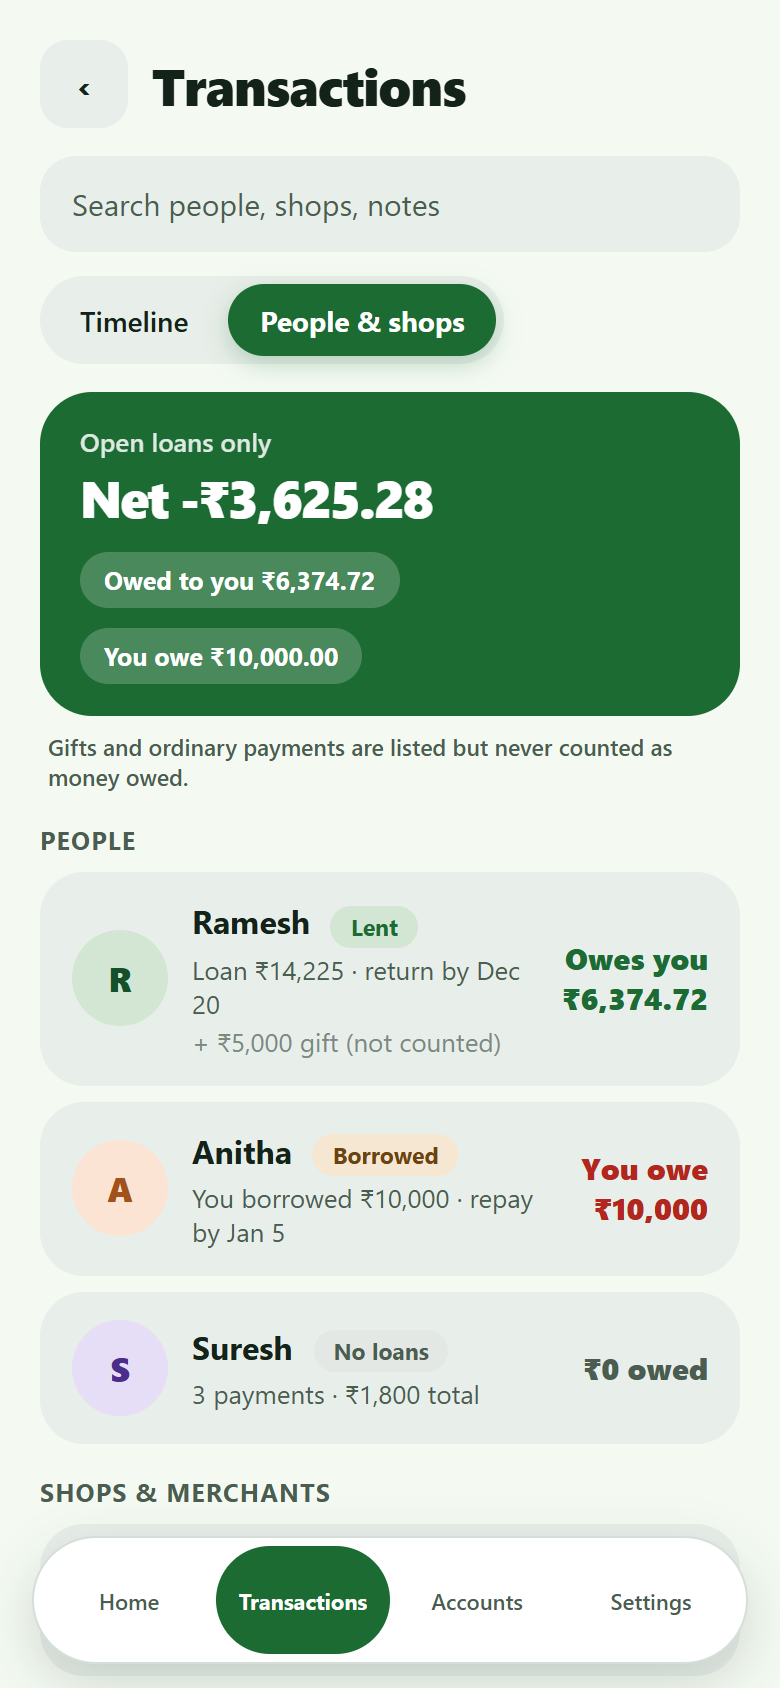 ‹
Transactions
Search people, shops, notes
Timeline
People & shops
Open loans only
Net -₹3,625.28
Owed to you ₹6,374.72
You owe ₹10,000.00
Gifts and ordinary payments are listed but never counted as
money owed.
PEOPLE
R
Ramesh
Lent
Loan ₹14,225 · return by Dec
20
+ ₹5,000 gift (not counted)
Owes you
₹6,374.72
A
Anitha
Borrowed
You borrowed ₹10,000 · repay
by Jan 5
You owe
₹10,000
S
Suresh
No loans
3 payments · ₹1,800 total
₹0 owed
SHOPS & MERCHANTS
Home
Transactions
Accounts
Settings